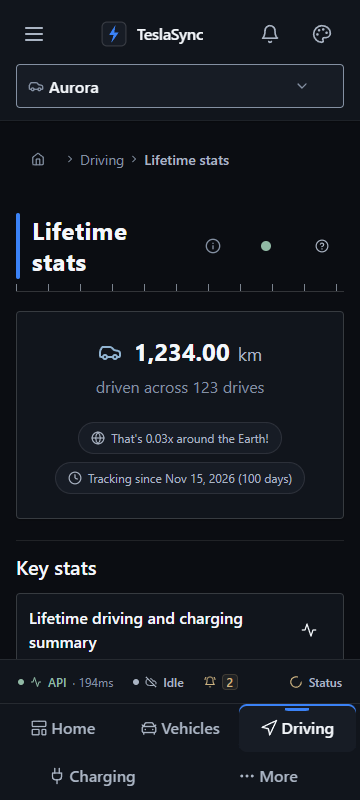 TeslaSync
Aurora
Driving
Lifetime stats
Lifetime
stats
1,234.00 km
driven across 123 drives
That's 0.03x around the Earth!
Tracking since Nov 15, 2026 (100 days)
Key stats
Lifetime driving and charging
summary
API · 194ms
Idle
2
Status
Home
Vehicles
Driving
Charging
More